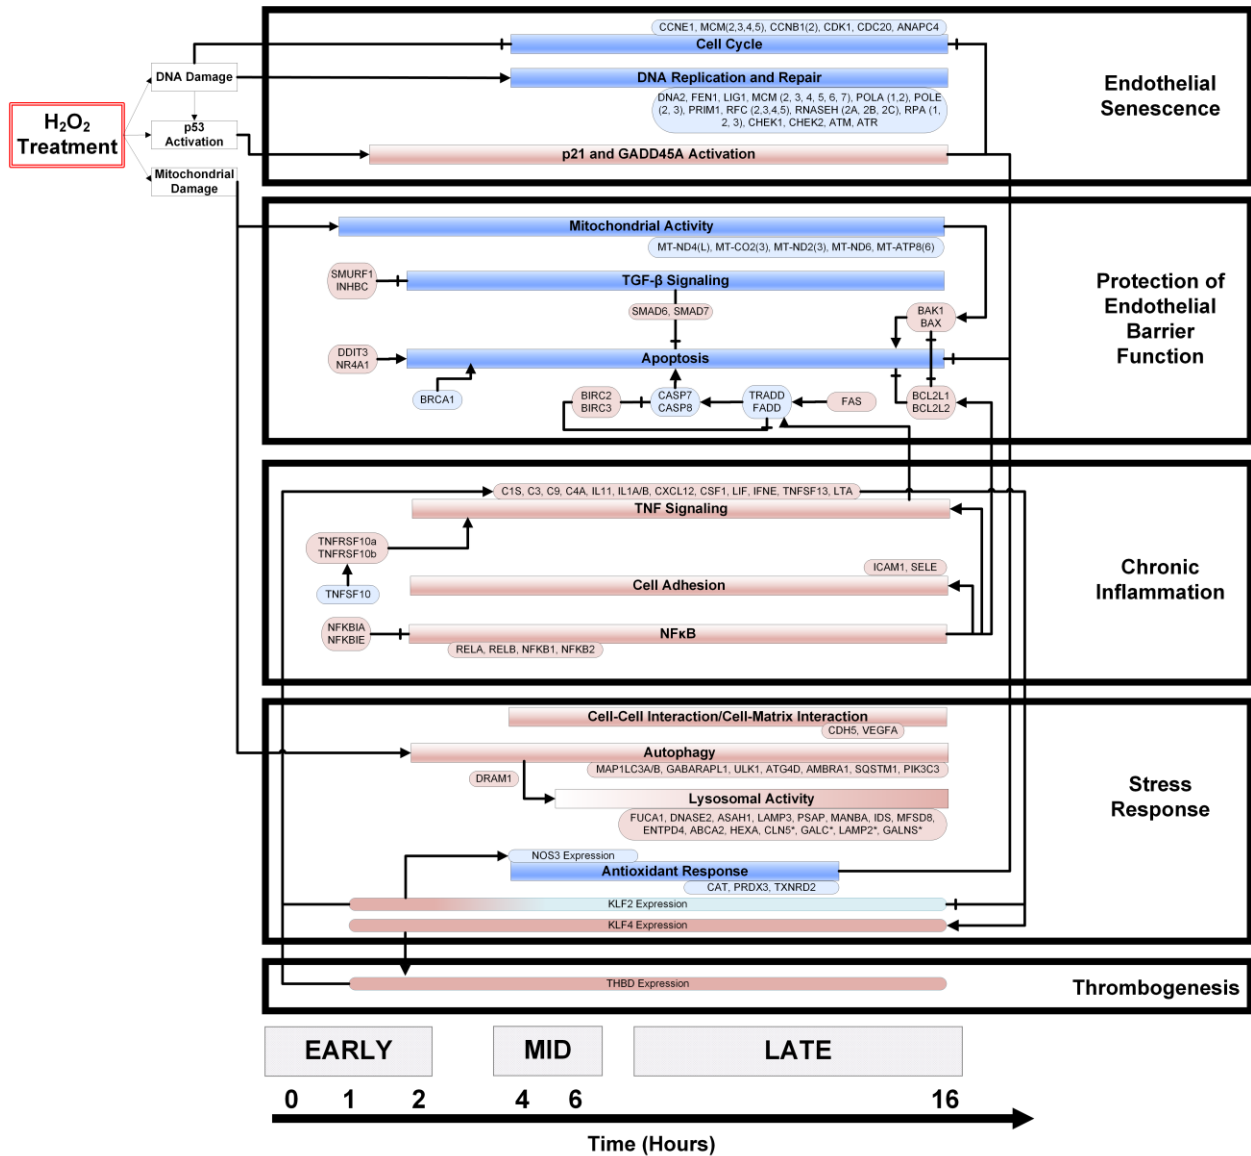 H2O2
Treatment
DNA Damage
p53
Activation
Mitochondrial
Damage
CCNE1, MCM(2,3,4,5), CCNB1(2), CDK1, CDC20, ANAPC4
Cell Cycle
DNA Replication and Repair
DNA2, FEN1, LIG1, MCM (2, 3, 4, 5, 6, 7), POLA (1,2), POLE
(2, 3), PRIM1, RFC (2,3,4,5), RNASEH (2A, 2B, 2C), RPA (1,
2, 3), CHEK1, CHEK2, ATM, ATR
p21 and GADD45A Activation
Endothelial
Senescence
Mitochondrial Activity
MT-ND4(L), MT-CO2(3), MT-ND2(3), MT-ND6, MT-ATP8(6)
SMURF1
INHBC
TGF-β Signaling
SMAD6, SMAD7
BAK1
BAX
DDIT3
NR4A1
Apoptosis
BRCA1
BIRC2
BIRC3
CASP7
CASP8
TRADD
FADD
FAS
BCL2L1
BCL2L2
Protection of
Endothelial
Barrier
Function
C1S, C3, C9, C4A, IL11, IL1A/B, CXCL12, CSF1, LIF, IFNE, TNFSF13, LTA
TNF Signaling
TNFRSF10a
TNFRSF10b
TNFSF10
ICAM1, SELE
Cell Adhesion
NFKBIA
NFKBIE
NFκB
RELA, RELB, NFKB1, NFKB2
Chronic
Inflammation
Cell-Cell Interaction/Cell-Matrix Interaction
CDH5, VEGFA
Autophagy
MAP1LC3A/B, GABARAPL1, ULK1, ATG4D, AMBRA1, SQSTM1, PIK3C3
DRAM1
Lysosomal Activity
FUCA1, DNASE2, ASAH1, LAMP3, PSAP, MANBA, IDS, MFSD8,
ENTPD4, ABCA2, HEXA, CLN5*, GALC*, LAMP2*, GALNS*
NOS3 Expression
Antioxidant Response
CAT, PRDX3, TXNRD2
KLF2 Expression
KLF4 Expression
Stress
Response
THBD Expression
Thrombogenesis
EARLY
MID
LATE
0
1
2
4
6
16
Time (Hours)